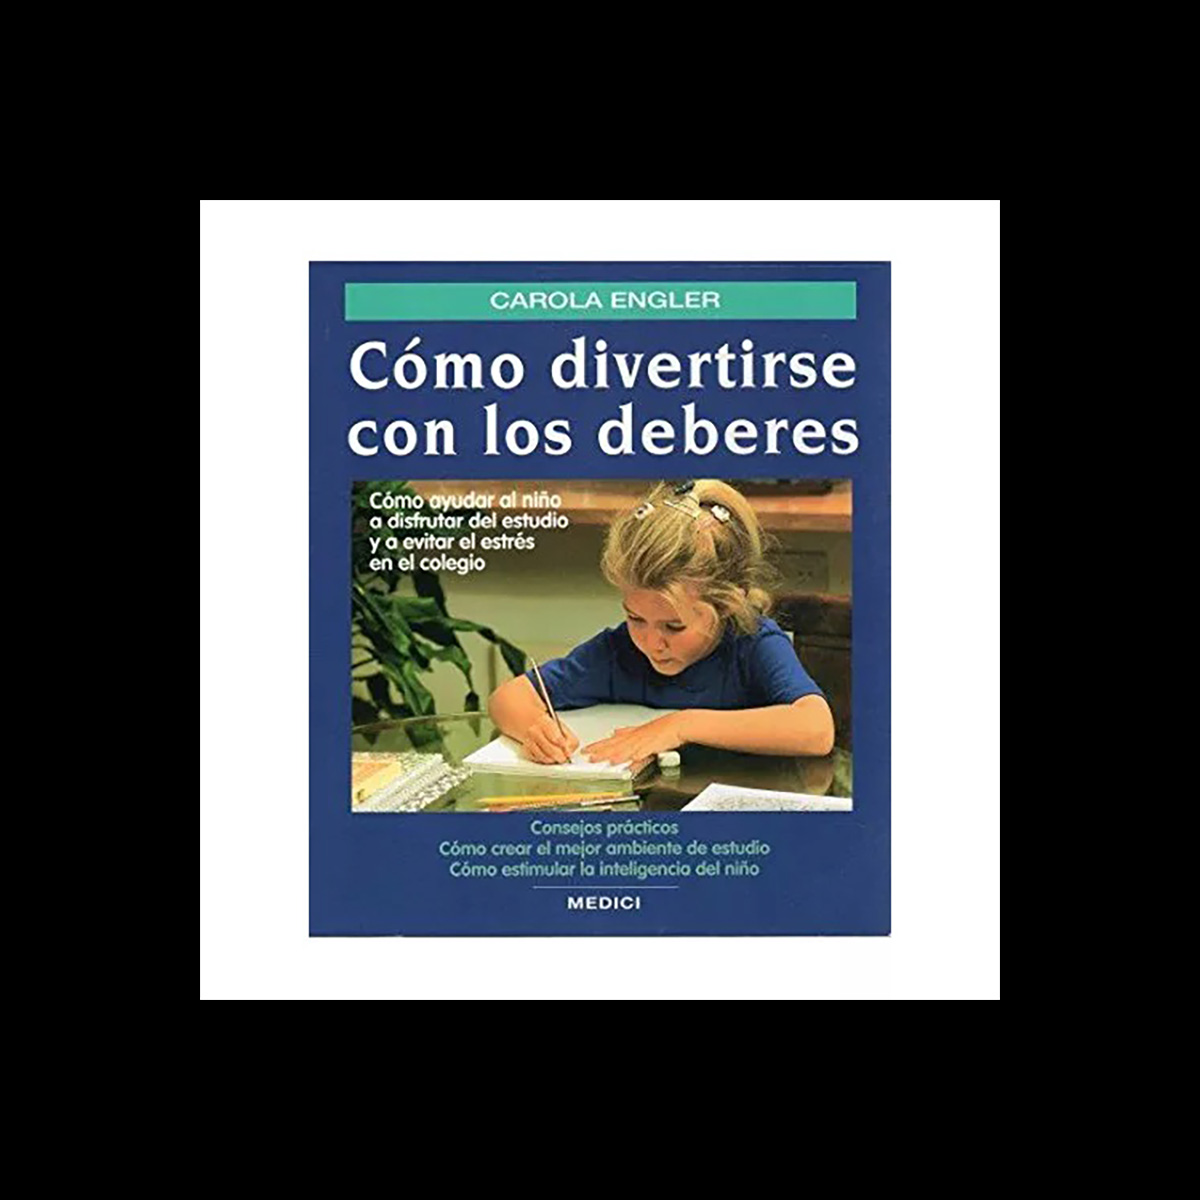 CAROLA ENGLER
Cómo divertirse
con los deberes
Cómo ayudar al niño
a disfrutar del estudio
y a evitar el estrés
en el colegio
Consejos prácticos
Cómo crear el mejor ambiente de estudio
Cómo estimular la inteligencia del niño
MEDICI